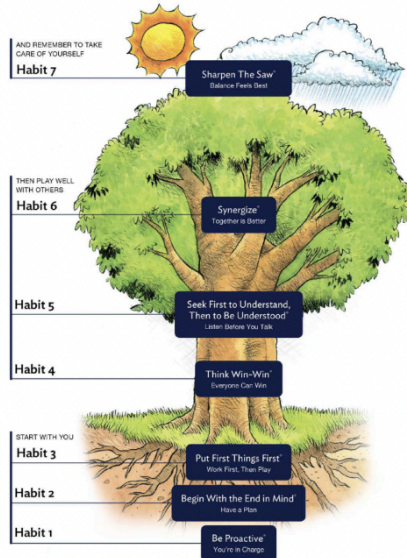 AND REMEMBER TO TAKE
CARE OF YOURSELF
Habit 7
Sharpen The Saw®
Balance Feels Best
THEN PLAY WELL
WITH OTHERS
Habit 6
Synergize®
Together is Better
Habit 5
Seek First to Understand,
Then to Be Understood®
Listen Before You Talk
Habit 4
Think Win-Win®
Everyone Can Win
START WITH YOU
Habit 3
Put First Things First®
Work First, Then Play
Habit 2
Begin With the End in Mind®
Have a Plan
Habit 1
Be Proactive®
You're in Charge